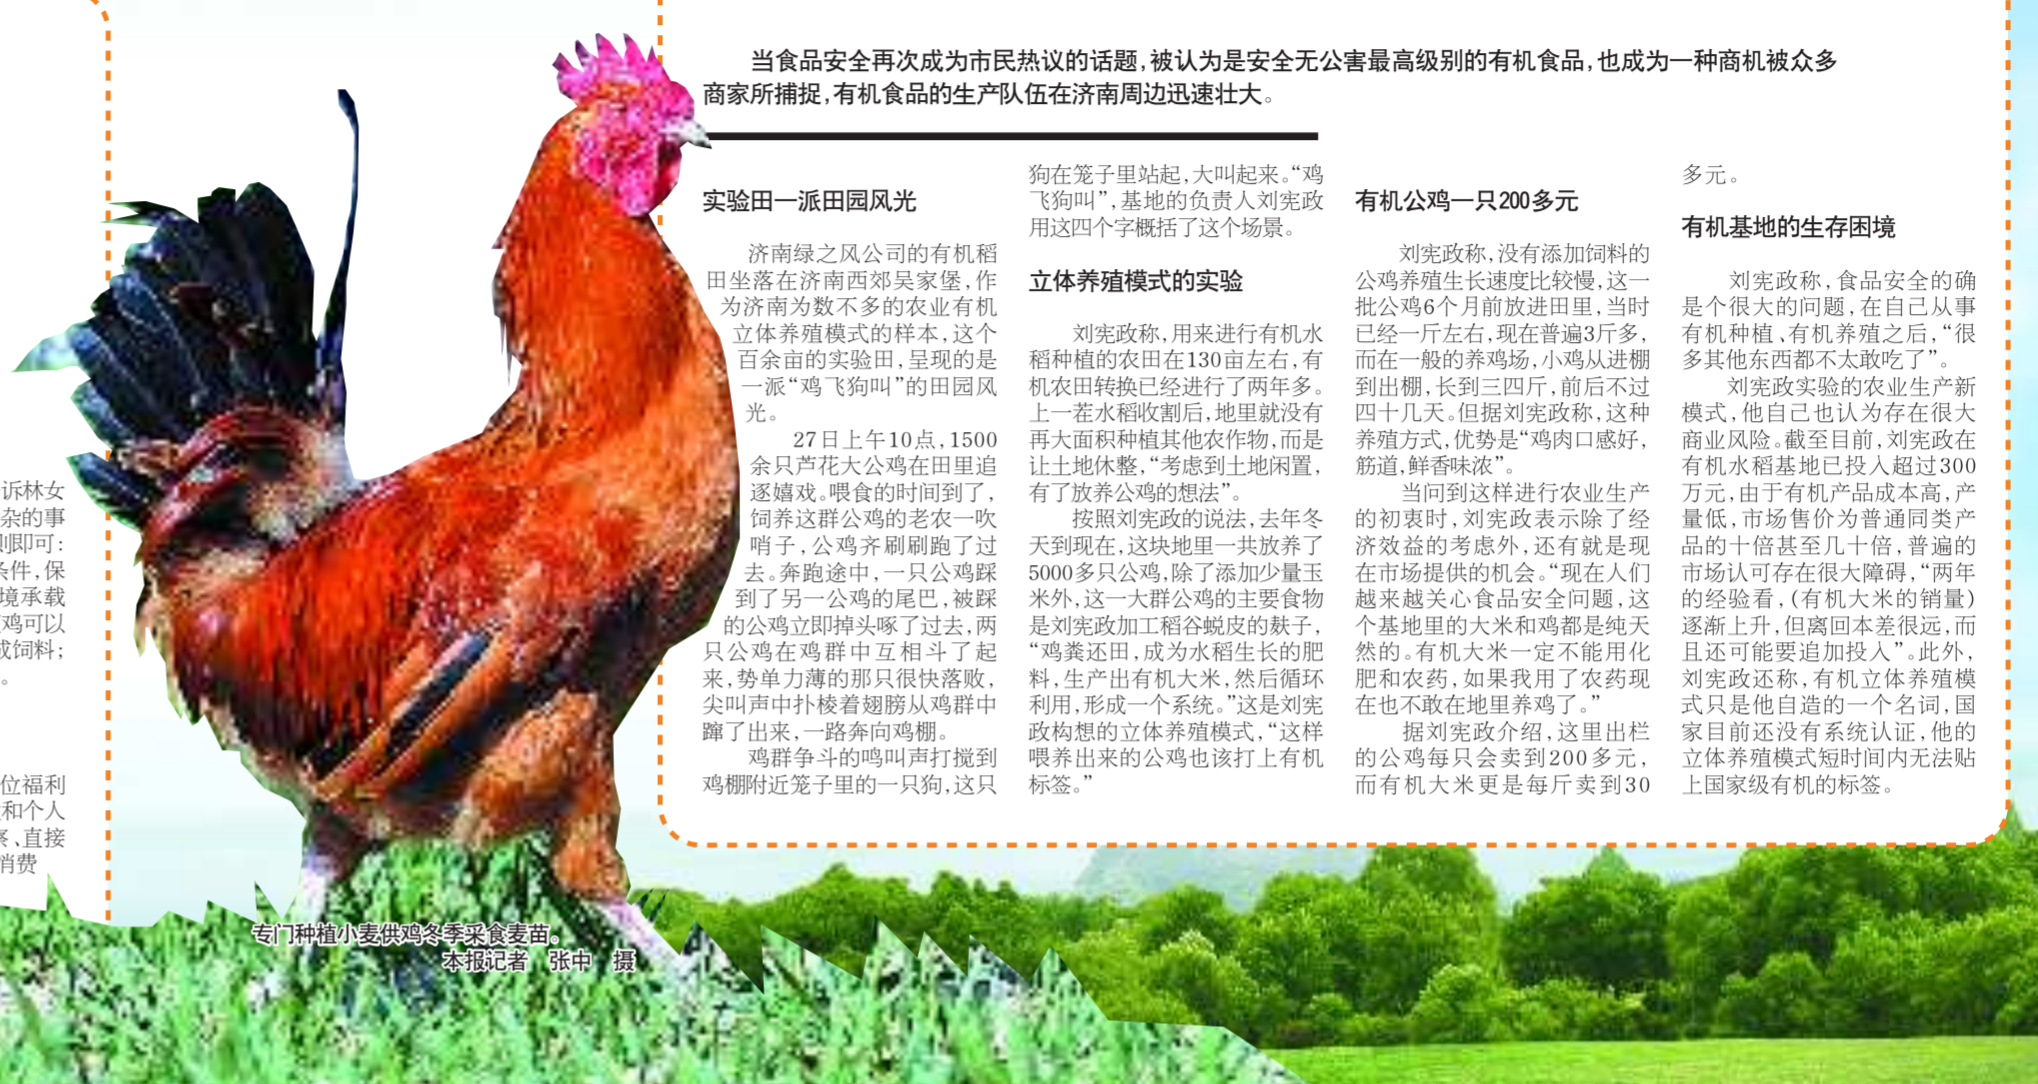 诉林女
杂的事
则即可:
条件,保
境承载
鸡可以
成饲料;
。
位福利
和个人
察、直接
消费
当食品安全再次成为市民热议的话题,被认为是安全无公害最高级别的有机食品,也成为一种商机被众多
商家所捕捉,有机食品的生产队伍在济南周边迅速壮大。
实验田一派田园风光
济南绿之风公司的有机稻
田坐落在济南西郊吴家堡,作
为济南为数不多的农业有机
立体养殖模式的样本,这个
百余亩的实验田,呈现的是
一派“鸡飞狗叫”的田园风
光。
27日上午10点,1500
余只芦花大公鸡在田里追
逐嬉戏。喂食的时间到了,
饲养这群公鸡的老农一吹
哨子,公鸡齐刷刷跑了过
去。奔跑途中,一只公鸡踩
到了另一公鸡的尾巴,被踩
的公鸡立即掉头啄了过去,两
只公鸡在鸡群中互相斗了起
来,势单力薄的那只很快落败,
尖叫声中扑棱着翅膀从鸡群中
蹿了出来,一路奔向鸡棚。
鸡群争斗的鸣叫声打搅到
鸡棚附近笼子里的一只狗,这只
狗在笼子里站起,大叫起来。“鸡
飞狗叫”,基地的负责人刘宪政
用这四个字概括了这个场景。
立体养殖模式的实验
刘宪政称,用来进行有机水
稻种植的农田在130亩左右,有
机农田转换已经进行了两年多。
上一茬水稻收割后,地里就没有
再大面积种植其他农作物,而是
让土地休整,“考虑到土地闲置,
有了放养公鸡的想法”。
按照刘宪政的说法,去年冬
天到现在,这块地里一共放养了
5000多只公鸡,除了添加少量玉
米外,这一大群公鸡的主要食物
是刘宪政加工稻谷蜕皮的麸子,
“鸡粪还田,成为水稻生长的肥
料,生产出有机大米,然后循环
利用,形成一个系统。”这是刘宪
政构想的立体养殖模式,“这样
喂养出来的公鸡也该打上有机
标签。”
有机公鸡一只200多元
刘宪政称,没有添加饲料的
公鸡养殖生长速度比较慢,这一
批公鸡6个月前放进田里,当时
已经一斤左右,现在普遍3斤多,
而在一般的养鸡场,小鸡从进棚
到出棚,长到三四斤,前后不过
四十几天。但据刘宪政称,这种
养殖方式,优势是“鸡肉口感好,
筋道,鲜香味浓”。
当问到这样进行农业生产
的初衷时,刘宪政表示除了经
济效益的考虑外,还有就是现
在市场提供的机会。“现在人们
越来越关心食品安全问题,这
个基地里的大米和鸡都是纯天
然的。有机大米一定不能用化
肥和农药,如果我用了农药现
在也不敢在地里养鸡了。”
据刘宪政介绍,这里出栏
的公鸡每只会卖到200多元,
而有机大米更是每斤卖到30
多元。
有机基地的生存困境
刘宪政称,食品安全的确
是个很大的问题,在自己从事
有机种植、有机养殖之后,“很
多其他东西都不太敢吃了”。
刘宪政实验的农业生产新
模式,他自己也认为存在很大
商业风险。截至目前,刘宪政在
有机水稻基地已投入超过300
万元,由于有机产品成本高,产
量低,市场售价为普通同类产
品的十倍甚至几十倍,普遍的
市场认可存在很大障碍,“两年
的经验看,(有机大米的销量)
逐渐上升,但离回本差很远,而
且还可能要追加投入”。此外,
刘宪政还称,有机立体养殖模
式只是他自造的一个名词,国
家目前还没有系统认证,他的
立体养殖模式短时间内无法贴
上国家级有机的标签。
专门种植小麦供鸡冬季采食麦苗。
本报记者 张中 摄